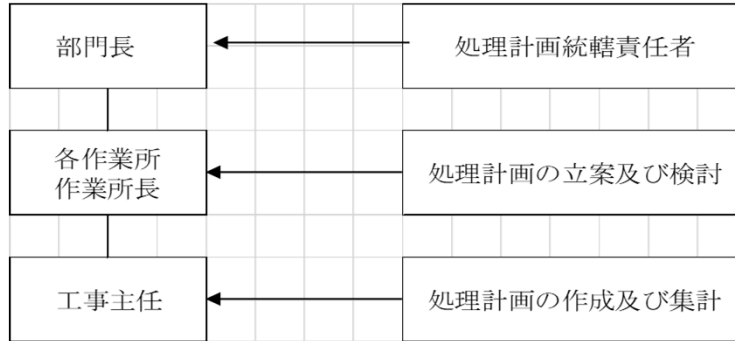 部門長
処理計画統轄責任者
各作業所
作業所長
処理計画の立案及び検討
工事主任
処理計画の作成及び集計